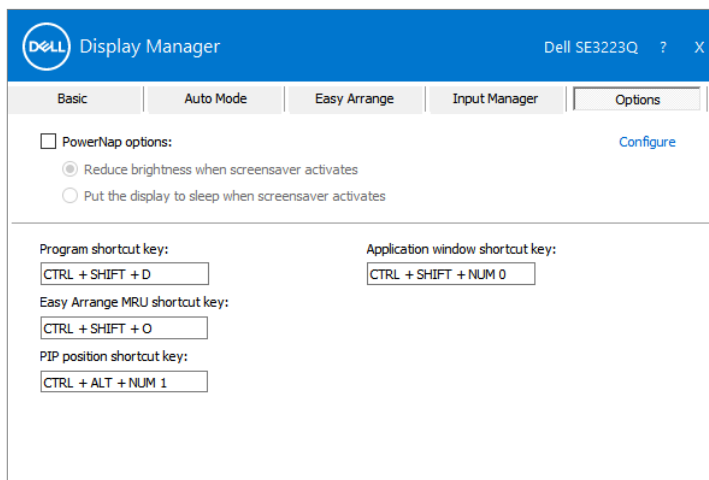 DELL Display Manager Dell SE3223Q ? X
Basic Auto Mode Easy Arrange Input Manager Options
PowerNap options: Configure
Reduce brightness when screensaver activates
Put the display to sleep when screensaver activates
Program shortcut key: Application window shortcut key:
CTRL + SHIFT + D CTRL + SHIFT + NUM 0
Easy Arrange MRU shortcut key:
CTRL + SHIFT + O
PIP position shortcut key:
CTRL + ALT + NUM 1